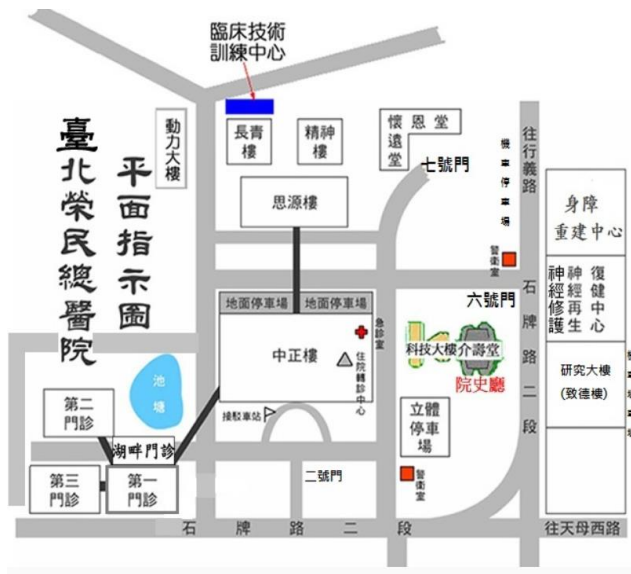 臨床技術
訓練中心
臺北榮民總醫院
平面指示圖
動力大樓
長青
樓
精神
樓
懷恩堂
遠
堂
七號門
機車停車場
往行義路
身障
重建中心
思源樓
警衛室
神經修護
神經再生
復健中心
地面停車場
地面停車場
六號門
石牌路二段
急診室
中正樓
住院轉診中心
科技大樓
介壽堂
院史廳
研究大樓
(致德樓)
池塘
第二
門診
湖畔門診
接駁車站
立體
停車
場
第三
門診
第一
門診
二號門
警衛室
石牌路二段
往天母西路